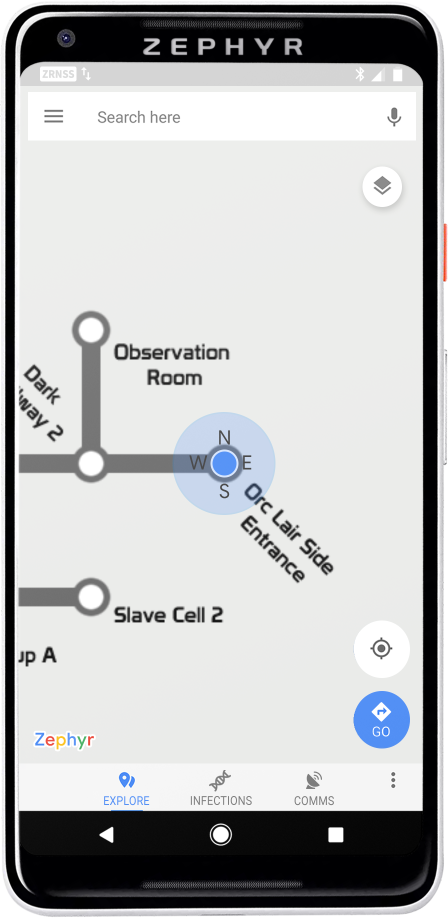 ZEPHYR
ZRNSS
Search here
Observation
Room
Dark
way 2
N
W E
S
Orc Lair Side
Entrance
Slave Cell 2
up A
Zephyr
GO
EXPLORE INFECTIONS COMMS